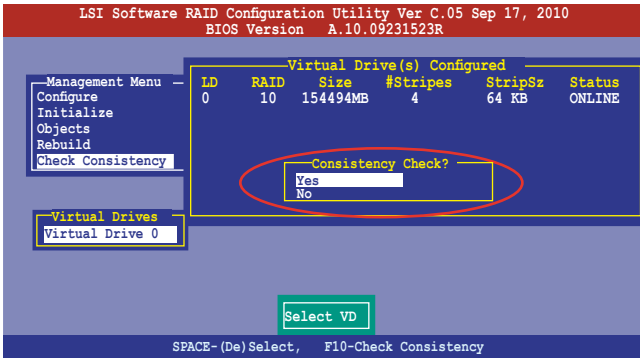 LSI Software RAID Configuration Utility Ver C.05 Sep 17, 2010
BIOS Version A.10.09231523R
Management Menu
Configure
Initialize
Objects
Rebuild
Check Consistency
Virtual Drive(s) Configured
LD RAID Size #Stripes StripSz Status
0 10 154494MB 4 64 KB ONLINE
Consistency Check?
Yes
No
Virtual Drives
Virtual Drive 0
Select VD
SPACE-(De)Select, F10-Check Consistency